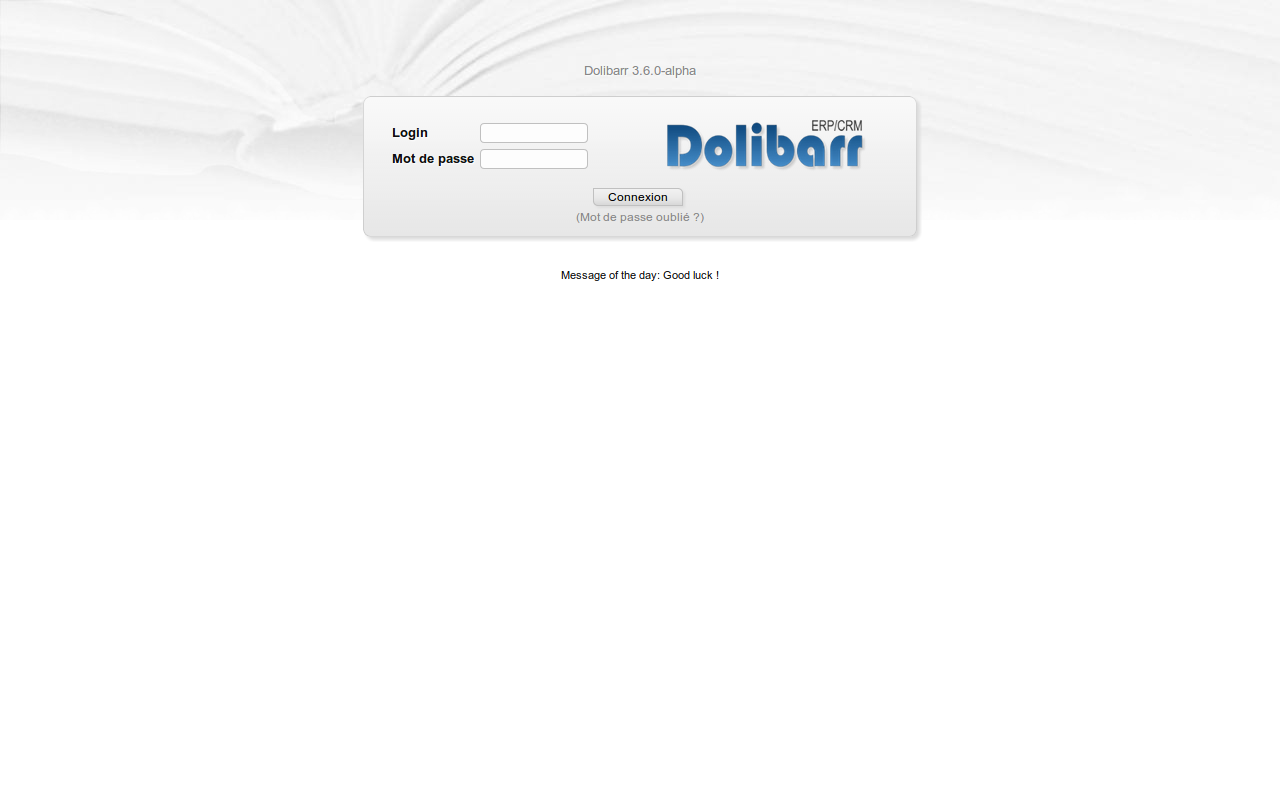 Dolibarr 3.6.0-alpha
Login
ERP/CRM
Dolibarr
Mot de passe
Connexion
(Mot de passe oublié ?)
Message of the day: Good luck !